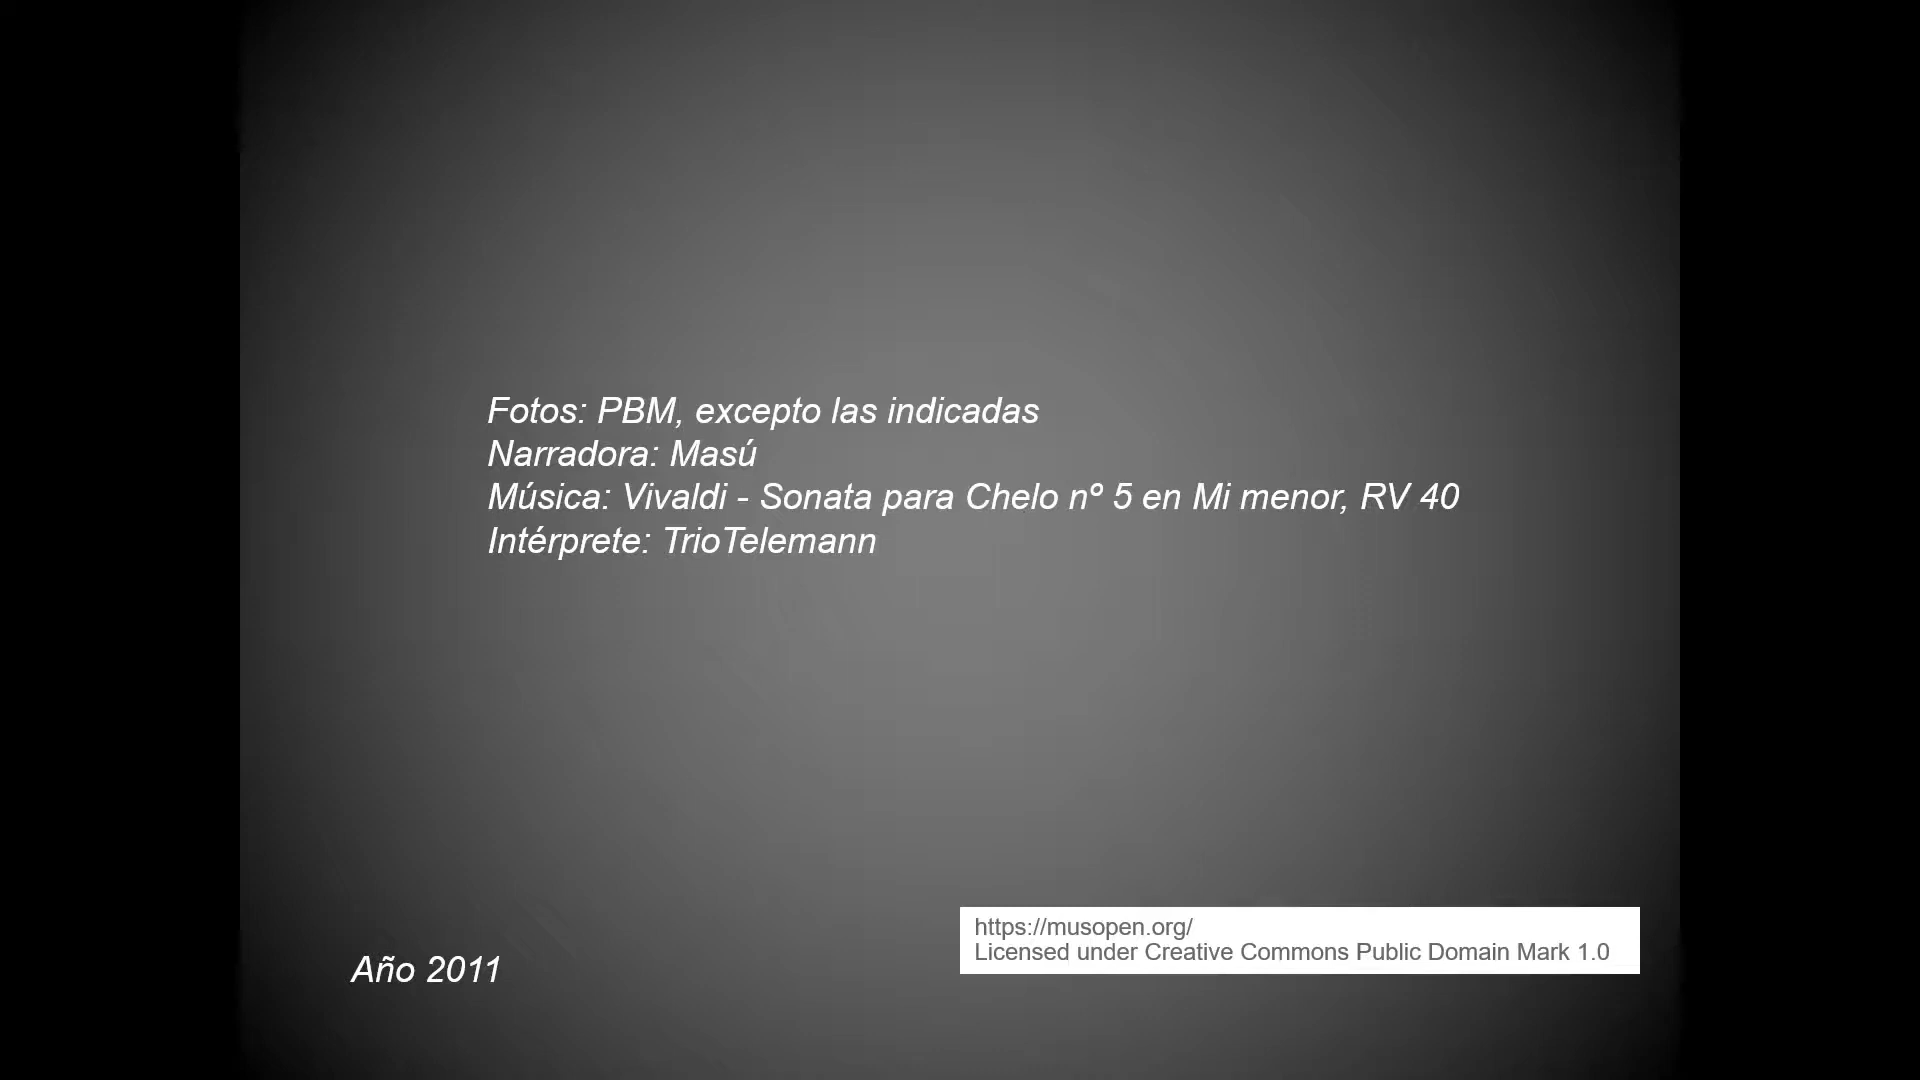 Fotos: PBM, excepto las indicadas
Narradora: Masú
Música: Vivaldi - Sonata para Chelo nº 5 en Mi menor, RV 40
Intérprete: TrioTelemann
https://musopen.org/
Licensed under Creative Commons Public Domain Mark 1.0
Año 2011